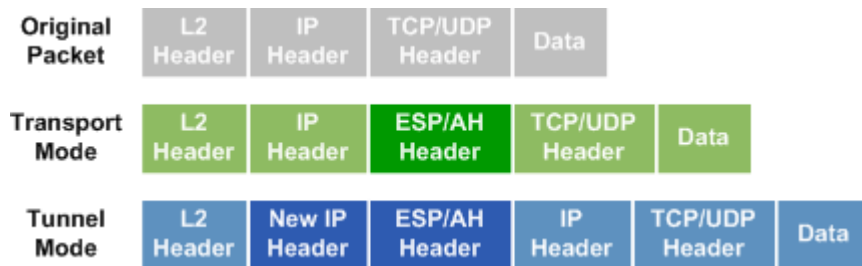 Original Packet
L2 Header
IP Header
TCP/UDP Header
Data
Transport Mode
L2 Header
IP Header
ESP/AH Header
TCP/UDP Header
Data
Tunnel Mode
L2 Header
New IP Header
ESP/AH Header
IP Header
TCP/UDP Header
Data